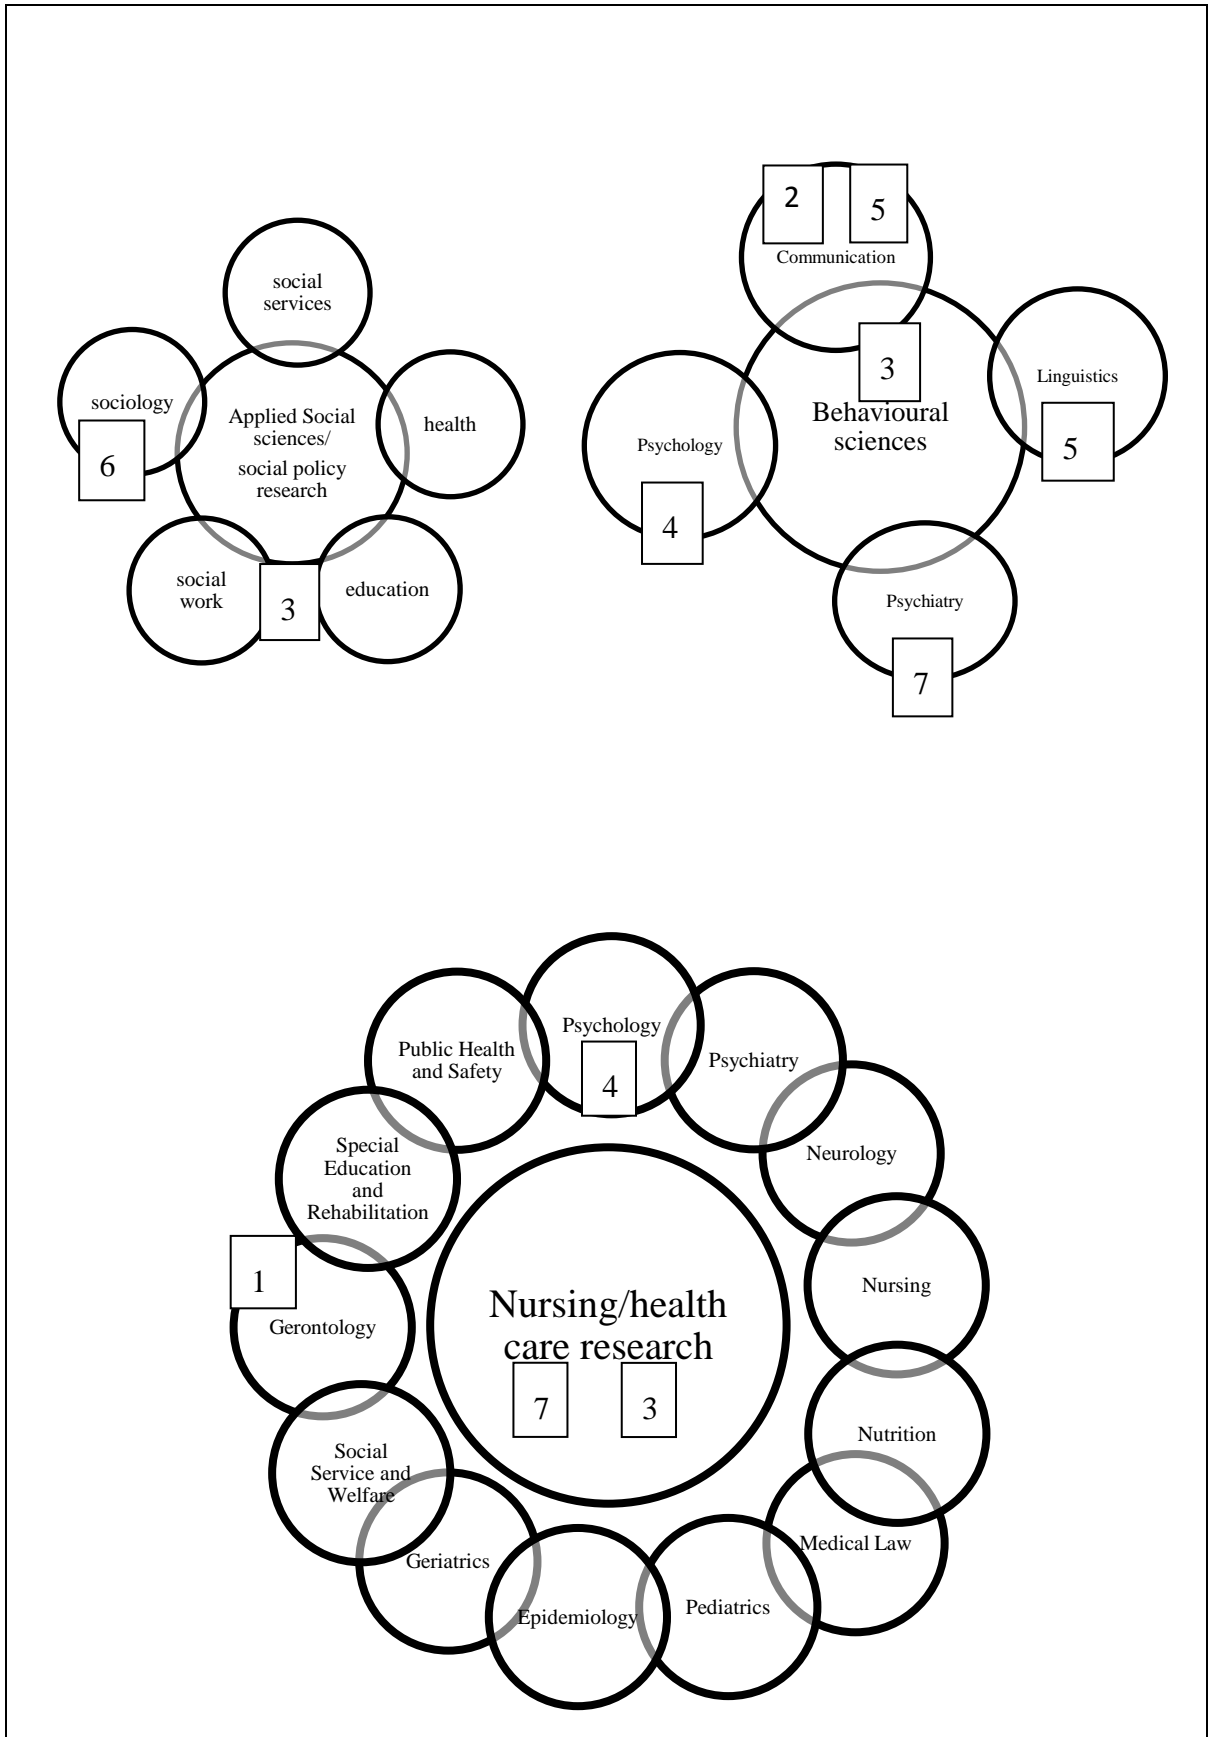 social
services
sociology
6
Applied Social
sciences/
social policy
research
health
social
work
3
education
2
5
Communication
3
Behavioural
sciences
Linguistics
5
Psychology
4
Psychiatry
7
Psychology
4
Psychiatry
Public Health
and Safety
Neurology
Special
Education
and
Rehabilitation
Nursing
1
Gerontology
Nursing/health
care research
7
3
Nutrition
Social
Service and
Welfare
Medical Law
Geriatrics
Pediatrics
Epidemiology